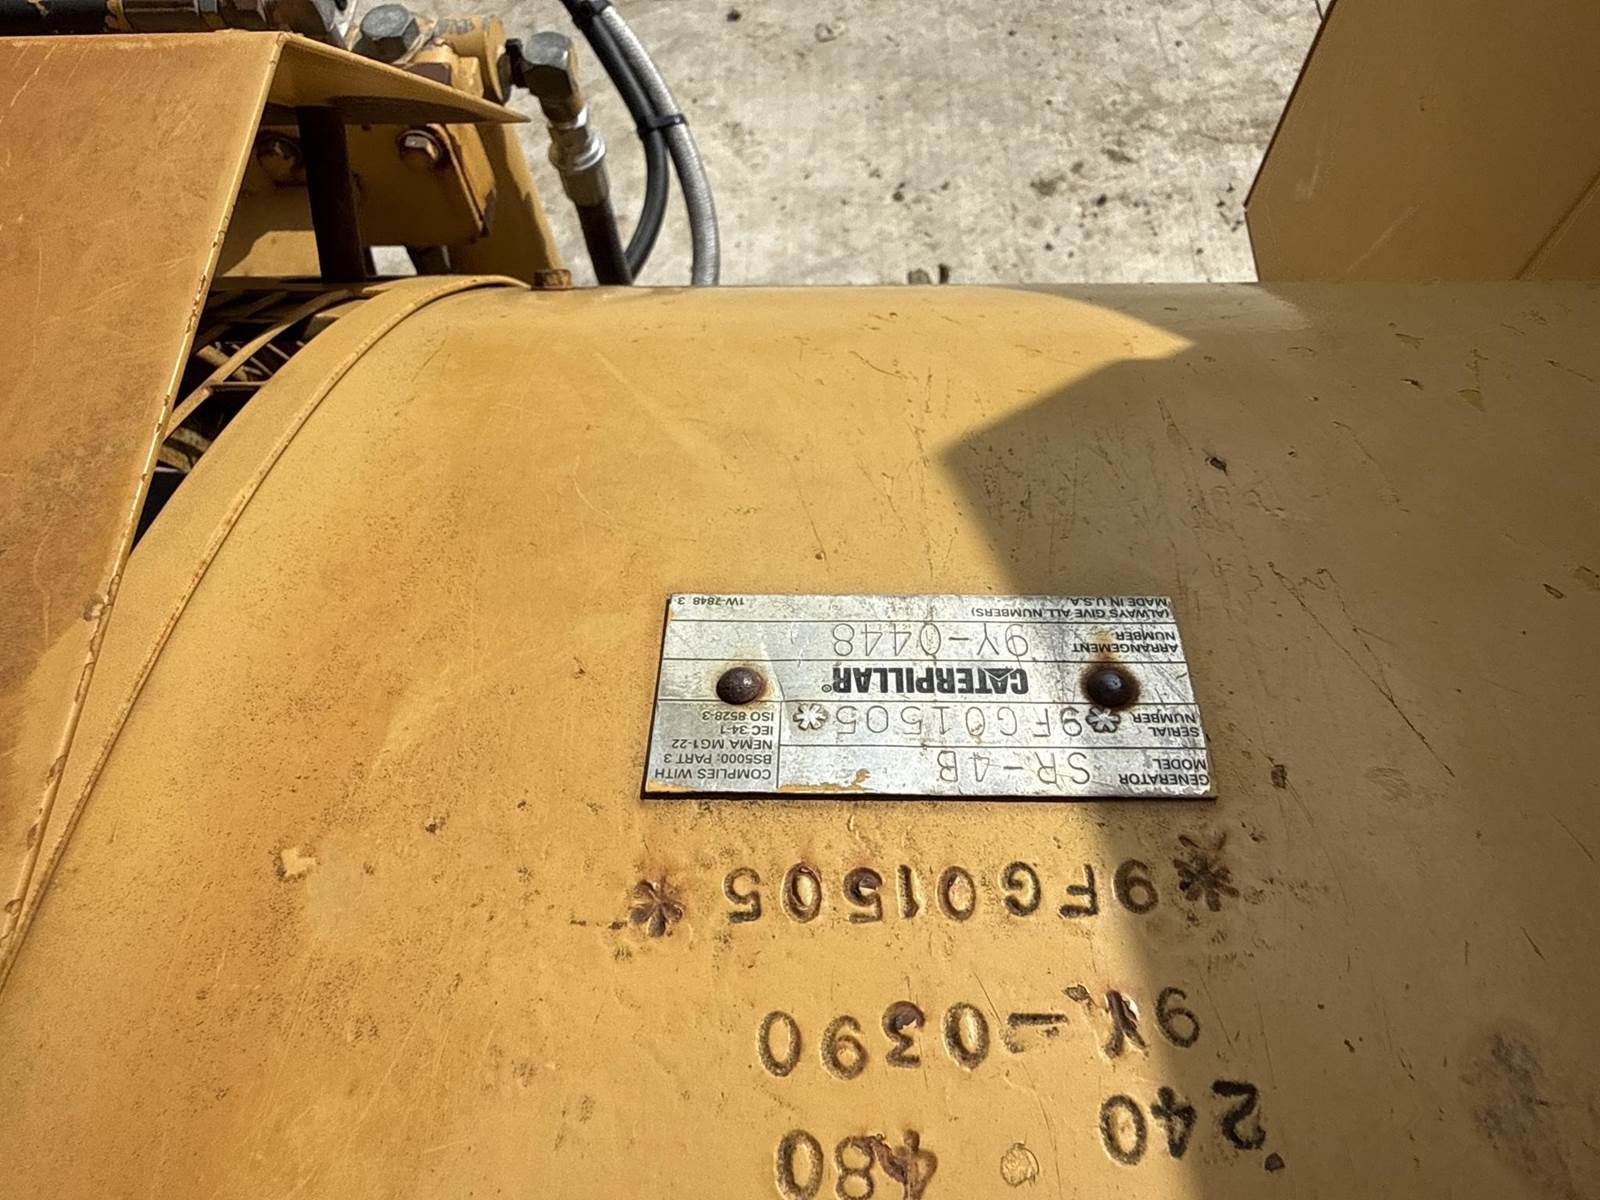 480
240
9Y-0390
*9FG01505*
GENERATOR
MODEL
SR-4B
COMPLIES WITH
BS5000: PART 3
NEMA MG1-22
IEC 34-1
ISO 8528-3
SERIAL
NUMBER
*9FG01505*
CATERPILLAR®
ARRANGEMENT
NUMBER
9Y-0448
(ALWAYS GIVE ALL NUMBERS)
MADE IN U.S.A.
1W-7848 3